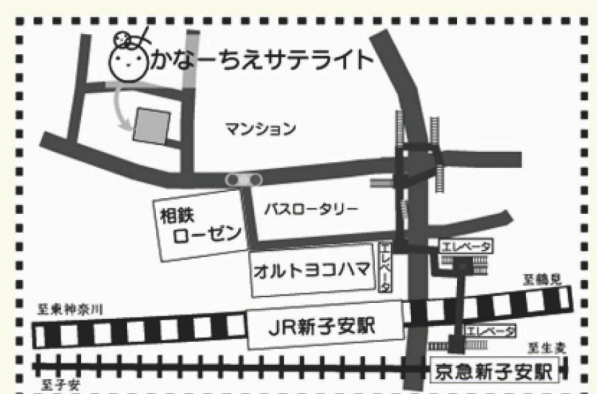 かなーちえサテライト
マンション
相鉄
ローゼン
バスロータリー
オルトヨコハマ
エレベータ
エレベータ
至鶴見
至東神奈川
JR新子安駅
エレベータ
至生麦
京急新子安駅
至子安